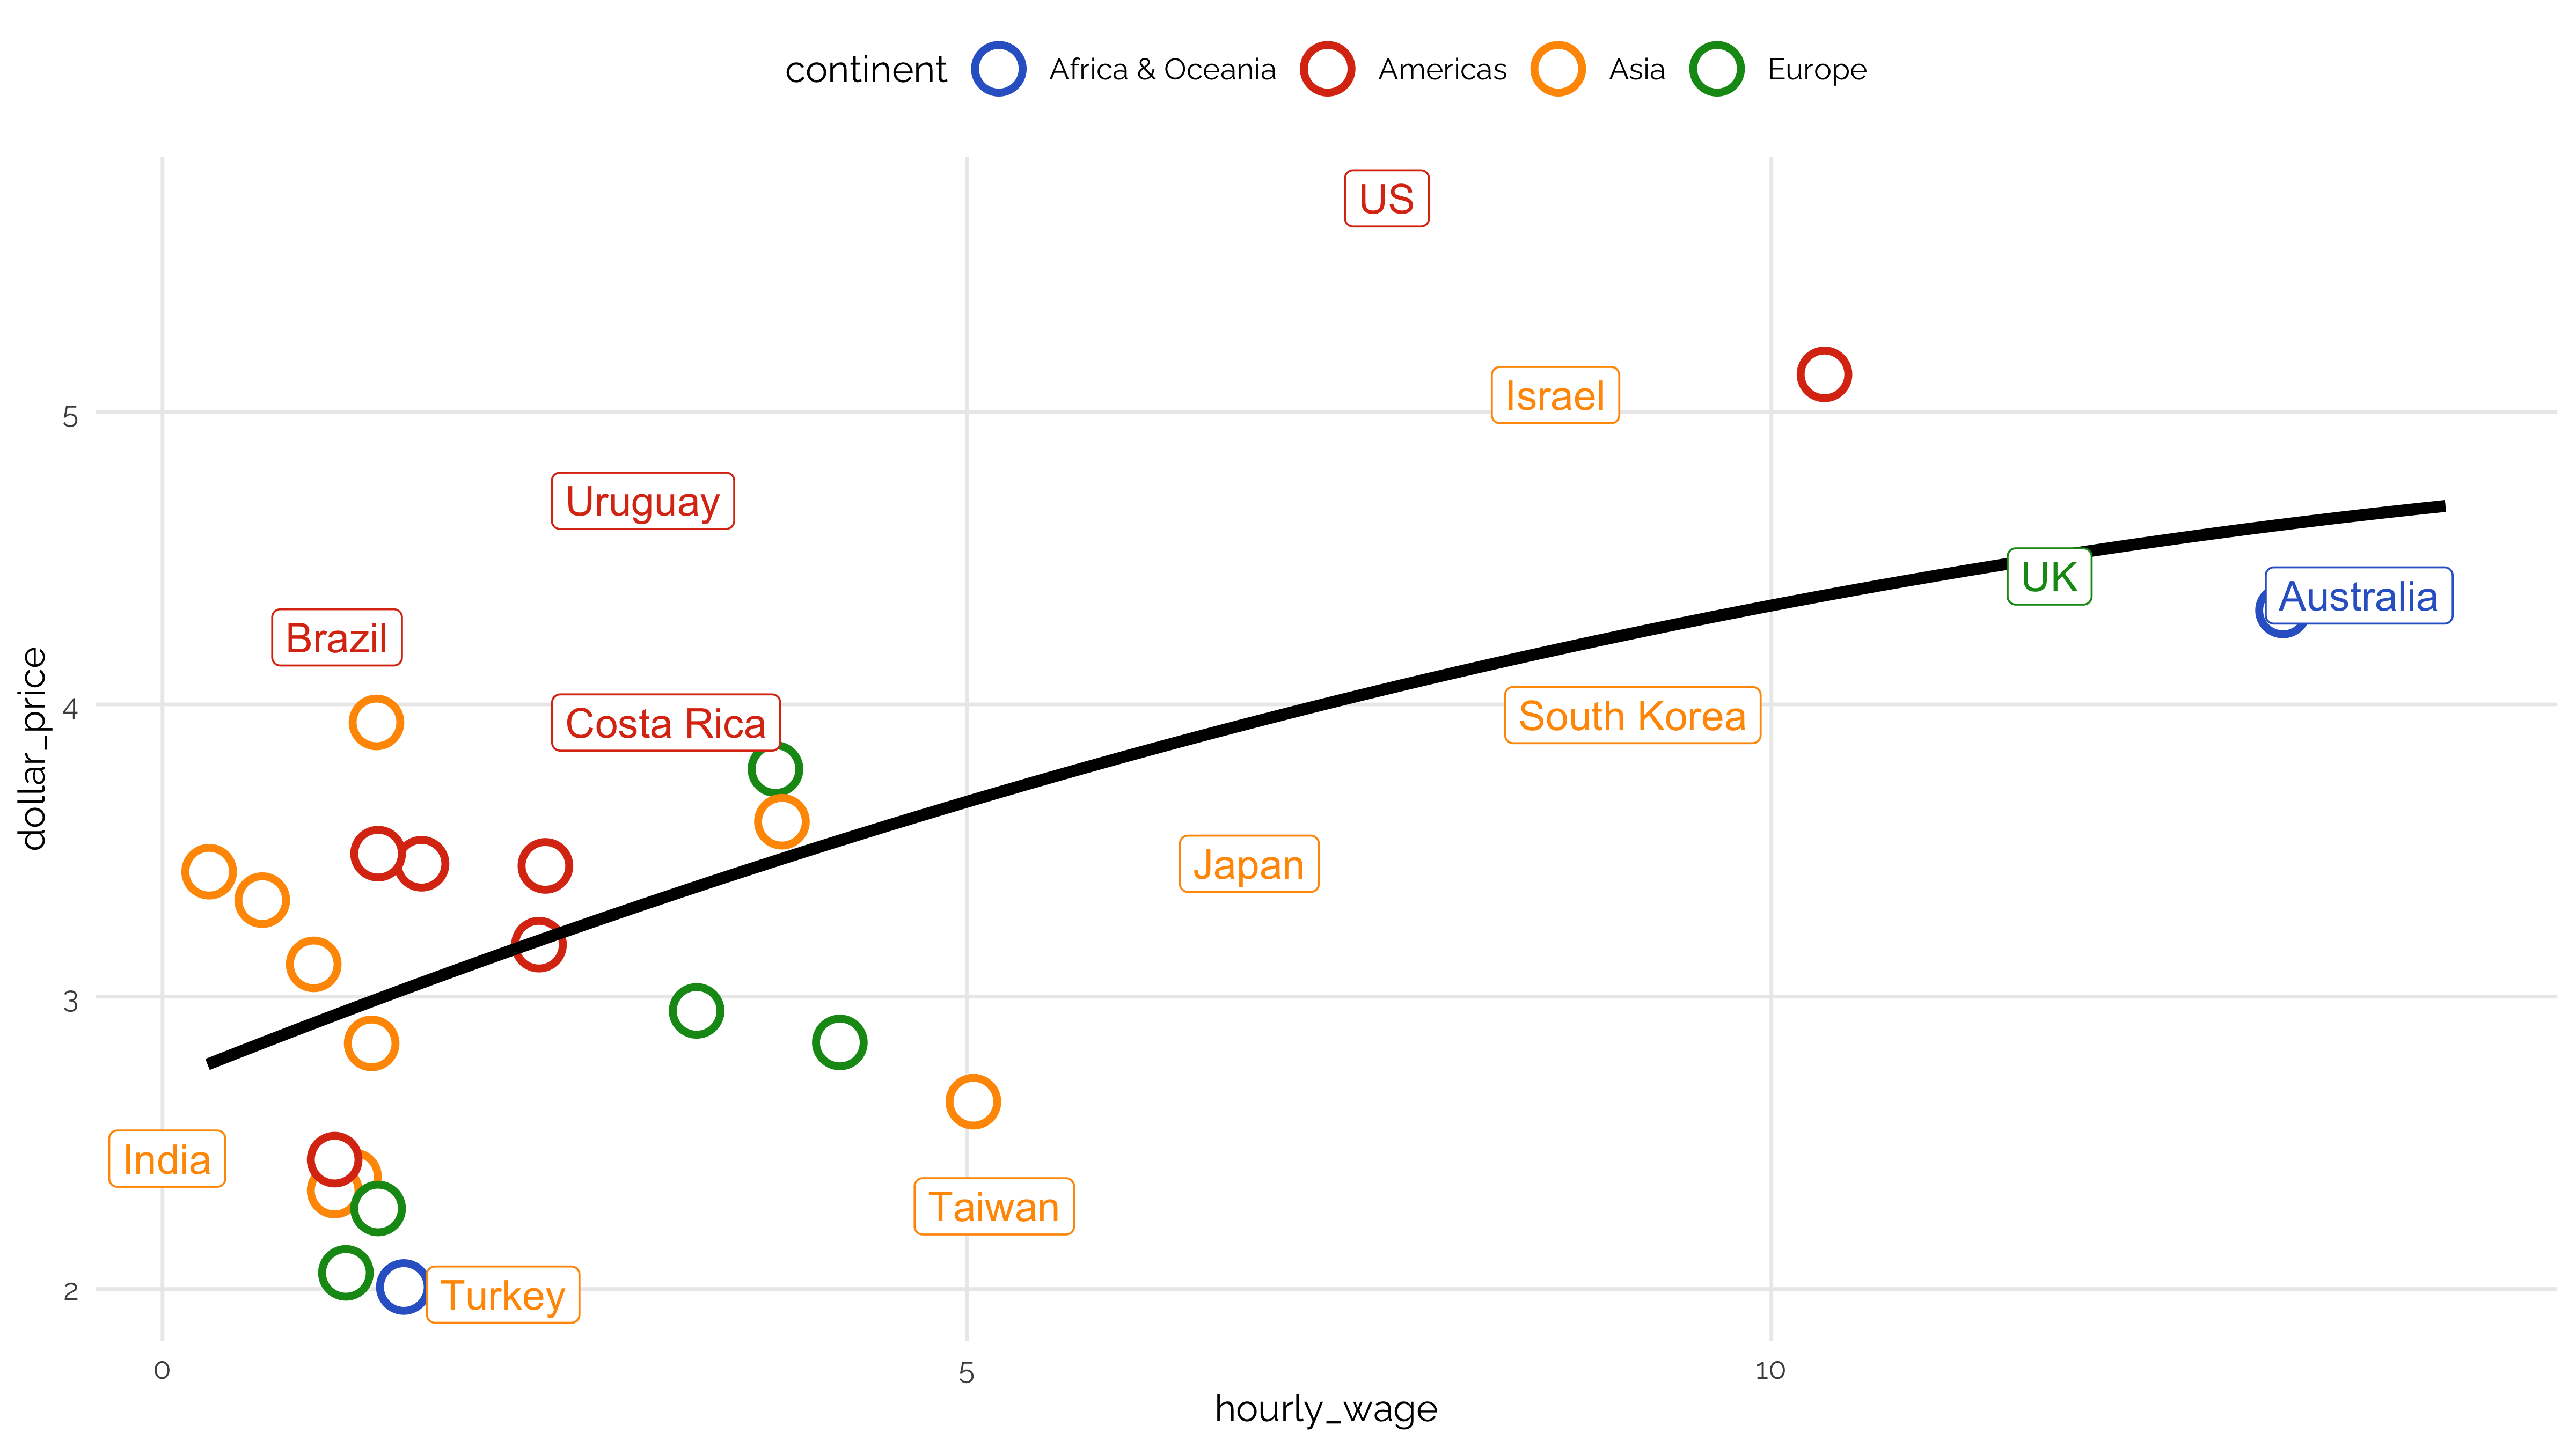 continent Africa & Oceania Americas Asia Europe
US
Israel
5
Uruguay
UK
Australia
Brazil
4
Costa Rica
South Korea
dollar_price
Japan
3
India
Taiwan
2
Turkey
0 5 10
hourly_wage